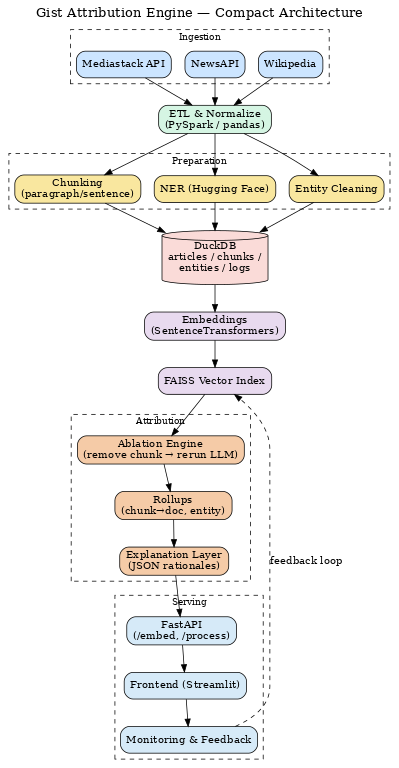 Gist Attribution Engine — Compact Architecture
Ingestion
Mediastack API
NewsAPI
Wikipedia
ETL & Normalize
(PySpark / pandas)
Preparation
Chunking
(paragraph/sentence)
NER (Hugging Face)
Entity Cleaning
DuckDB
articles / chunks /
entities / logs
Embeddings
(SentenceTransformers)
FAISS Vector Index
Attribution
Ablation Engine
(remove chunk → rerun LLM)
Rollups
(chunk→doc, entity)
Explanation Layer
(JSON rationales)
feedback loop
Serving
FastAPI
(/embed, /process)
Frontend (Streamlit)
Monitoring & Feedback